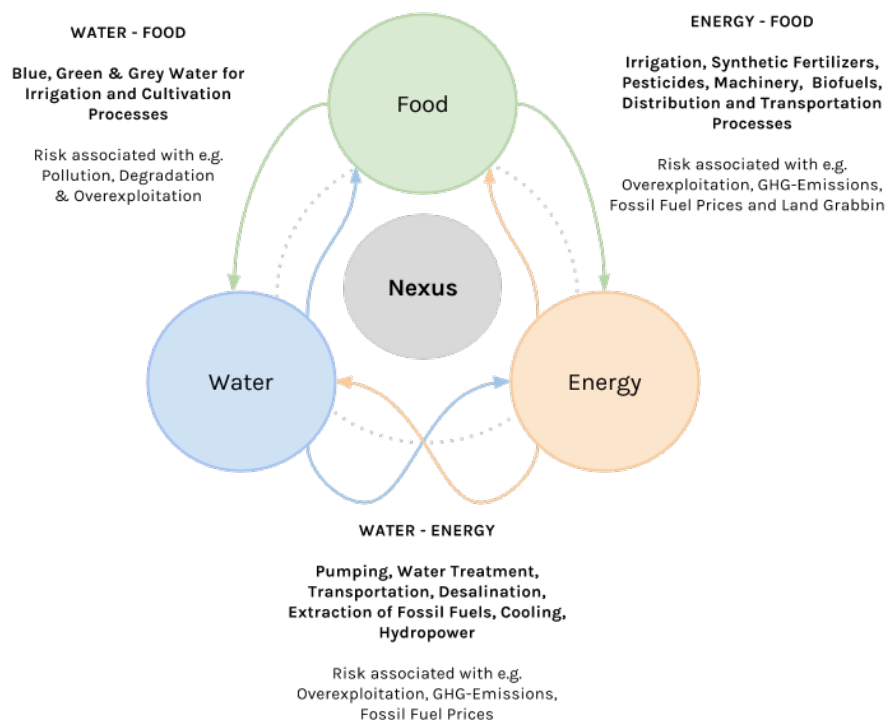 WATER - FOOD
Blue, Green & Grey Water for
Irrigation and Cultivation
Processes
Risk associated with e.g.
Pollution, Degradation
& Overexploitation
ENERGY - FOOD
Irrigation, Synthetic Fertilizers,
Pesticides, Machinery, Biofuels,
Distribution and Transportation
Processes
Risk associated with e.g.
Overexploitation, GHG-Emissions,
Fossil Fuel Prices and Land Grabbin
Food
Nexus
Water
Energy
WATER - ENERGY
Pumping, Water Treatment,
Transportation, Desalination,
Extraction of Fossil Fuels, Cooling,
Hydropower
Risk associated with e.g.
Overexploitation, GHG-Emissions,
Fossil Fuel Prices